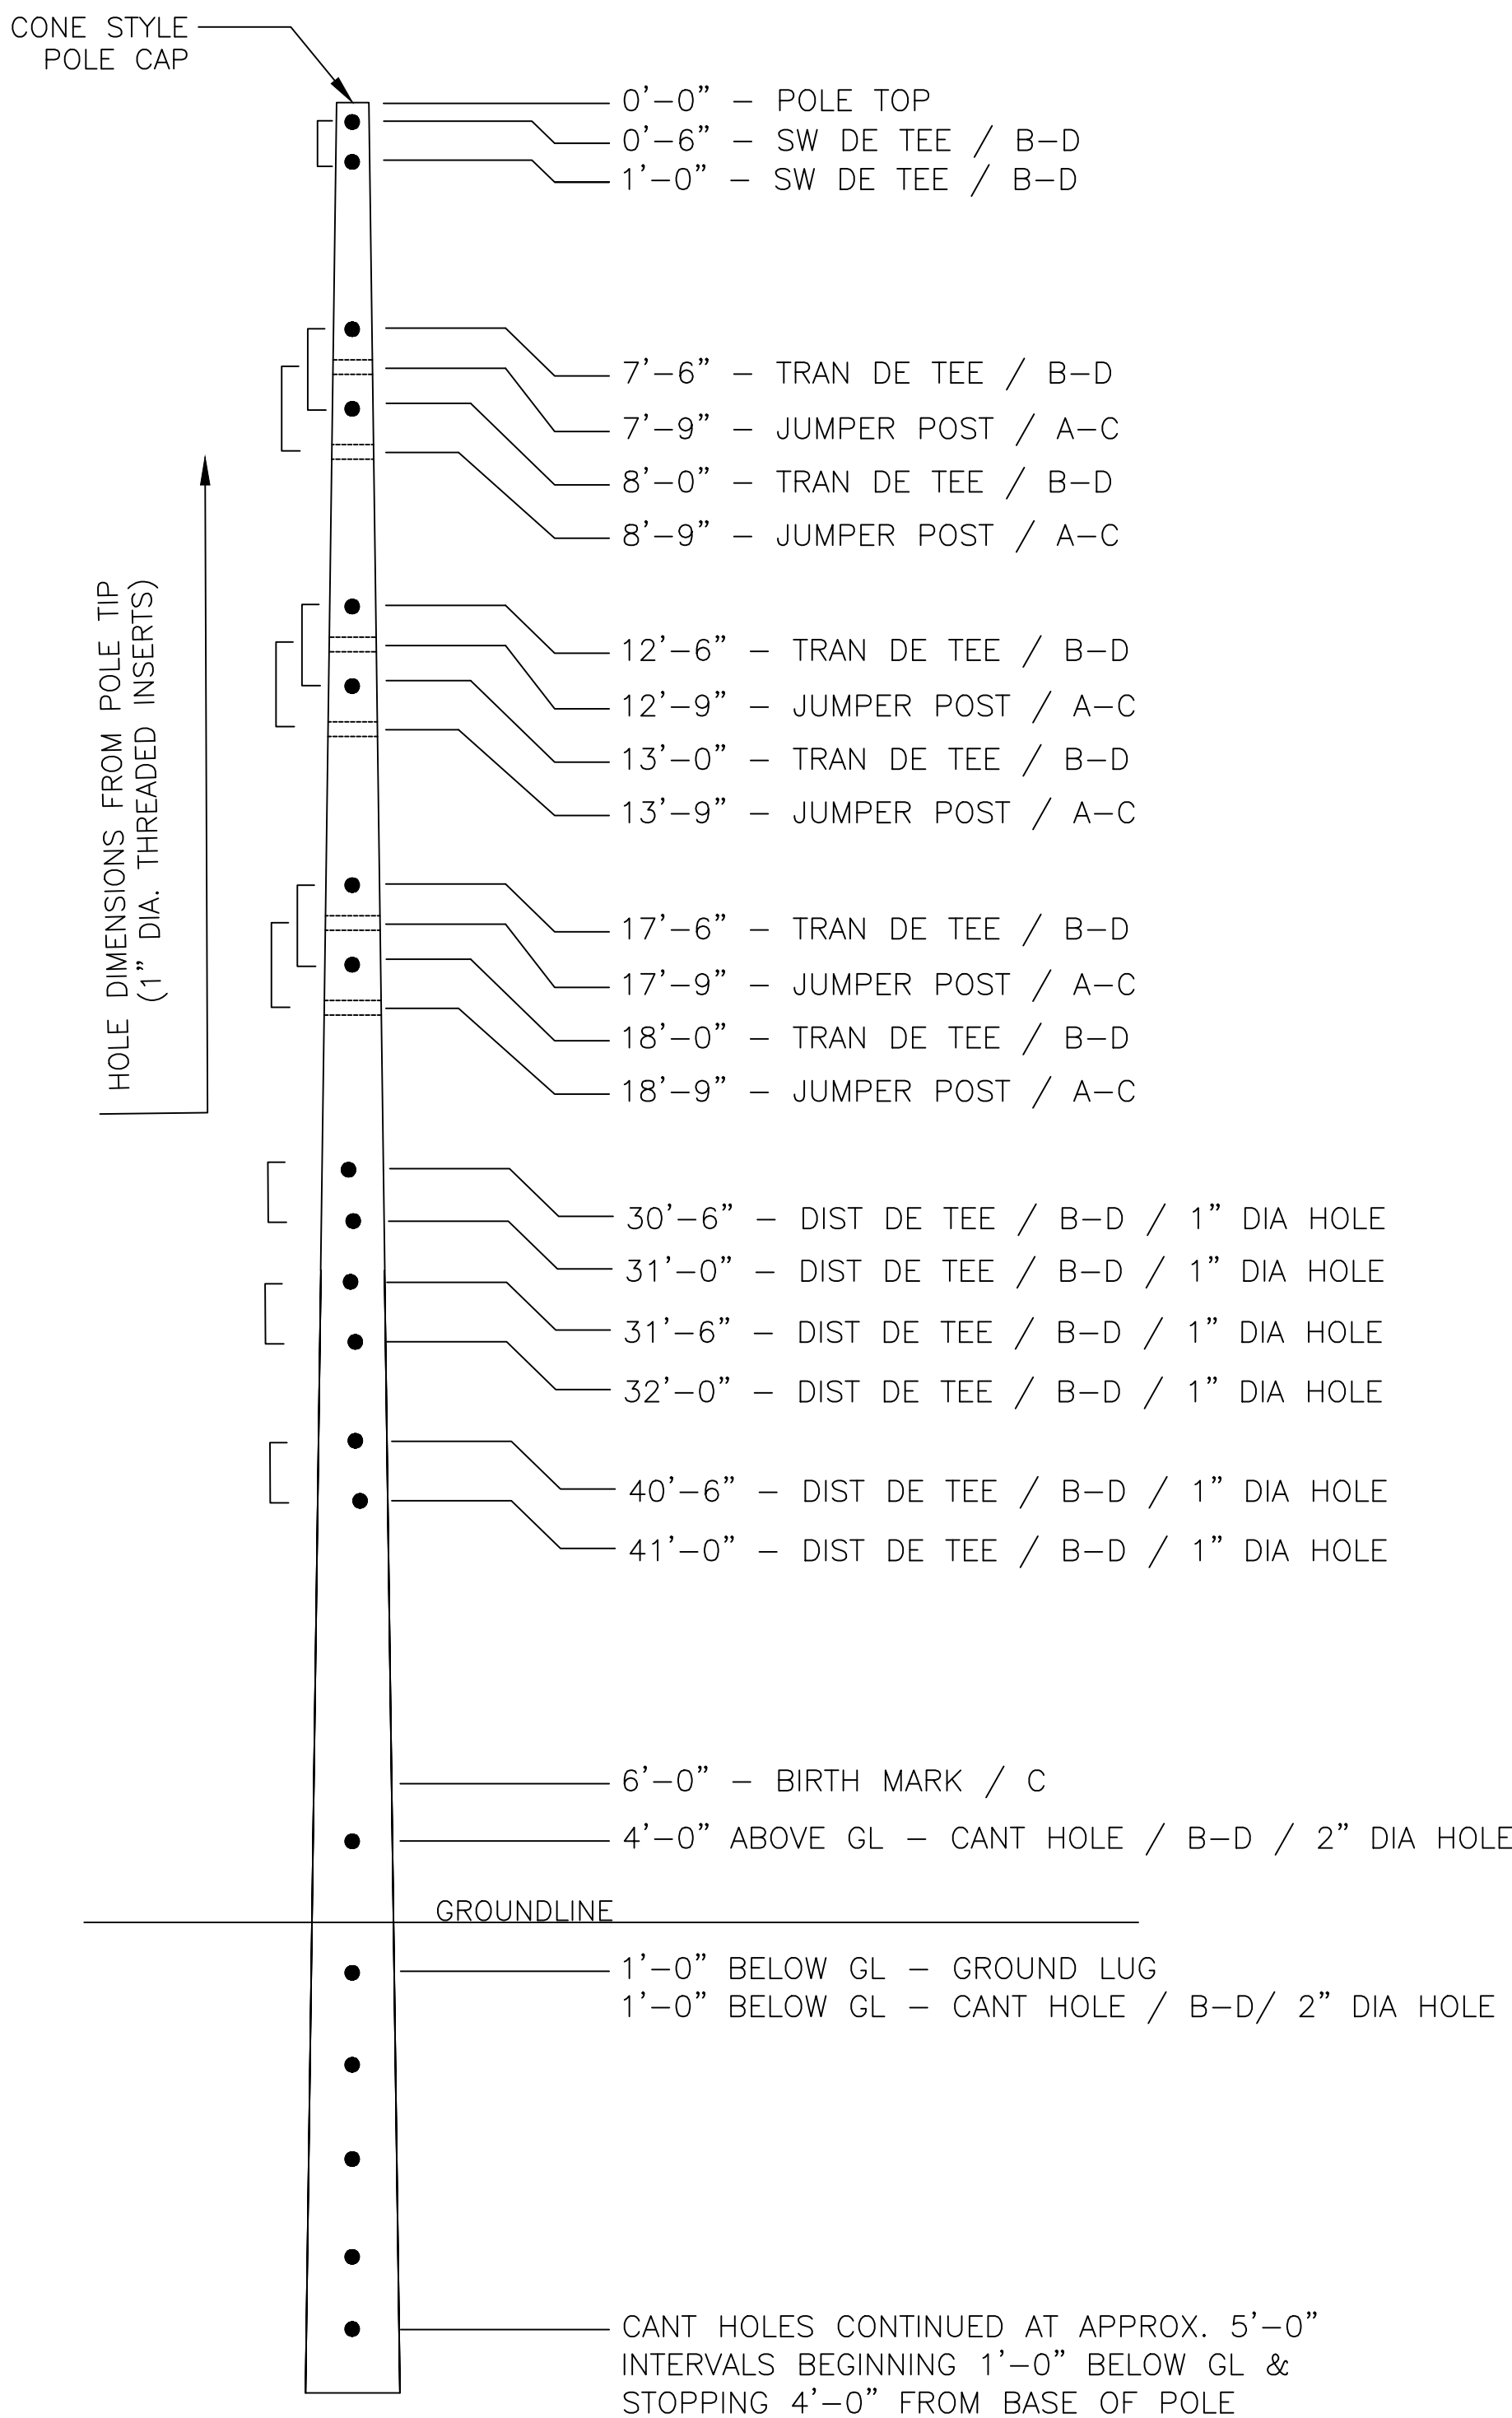 CONE STYLE
POLE CAP
0'-0" - POLE TOP
0'-6" - SW DE TEE / B-D
1'-0" - SW DE TEE / B-D
7'-6" - TRAN DE TEE / B-D
7'-9" - JUMPER POST / A-C
8'-0" - TRAN DE TEE / B-D
8'-9" - JUMPER POST / A-C
HOLE DIMENSIONS FROM POLE TIP
(1" DIA. THREADED INSERTS)
12'-6" - TRAN DE TEE / B-D
12'-9" - JUMPER POST / A-C
13'-0" - TRAN DE TEE / B-D
13'-9" - JUMPER POST / A-C
17'-6" - TRAN DE TEE / B-D
17'-9" - JUMPER POST / A-C
18'-0" - TRAN DE TEE / B-D
18'-9" - JUMPER POST / A-C
30'-6" - DIST DE TEE / B-D / 1" DIA HOLE
31'-0" - DIST DE TEE / B-D / 1" DIA HOLE
31'-6" - DIST DE TEE / B-D / 1" DIA HOLE
32'-0" - DIST DE TEE / B-D / 1" DIA HOLE
40'-6" - DIST DE TEE / B-D / 1" DIA HOLE
41'-0" - DIST DE TEE / B-D / 1" DIA HOLE
6'-0" - BIRTH MARK / C
4'-0" ABOVE GL - CANT HOLE / B-D / 2" DIA HOLE
GROUNDLINE
1'-0" BELOW GL - GROUND LUG
1'-0" BELOW GL - CANT HOLE / B-D/ 2" DIA HOLE
CANT HOLES CONTINUED AT APPROX. 5'-0"
INTERVALS BEGINNING 1'-0" BELOW GL &
STOPPING 4'-0" FROM BASE OF POLE